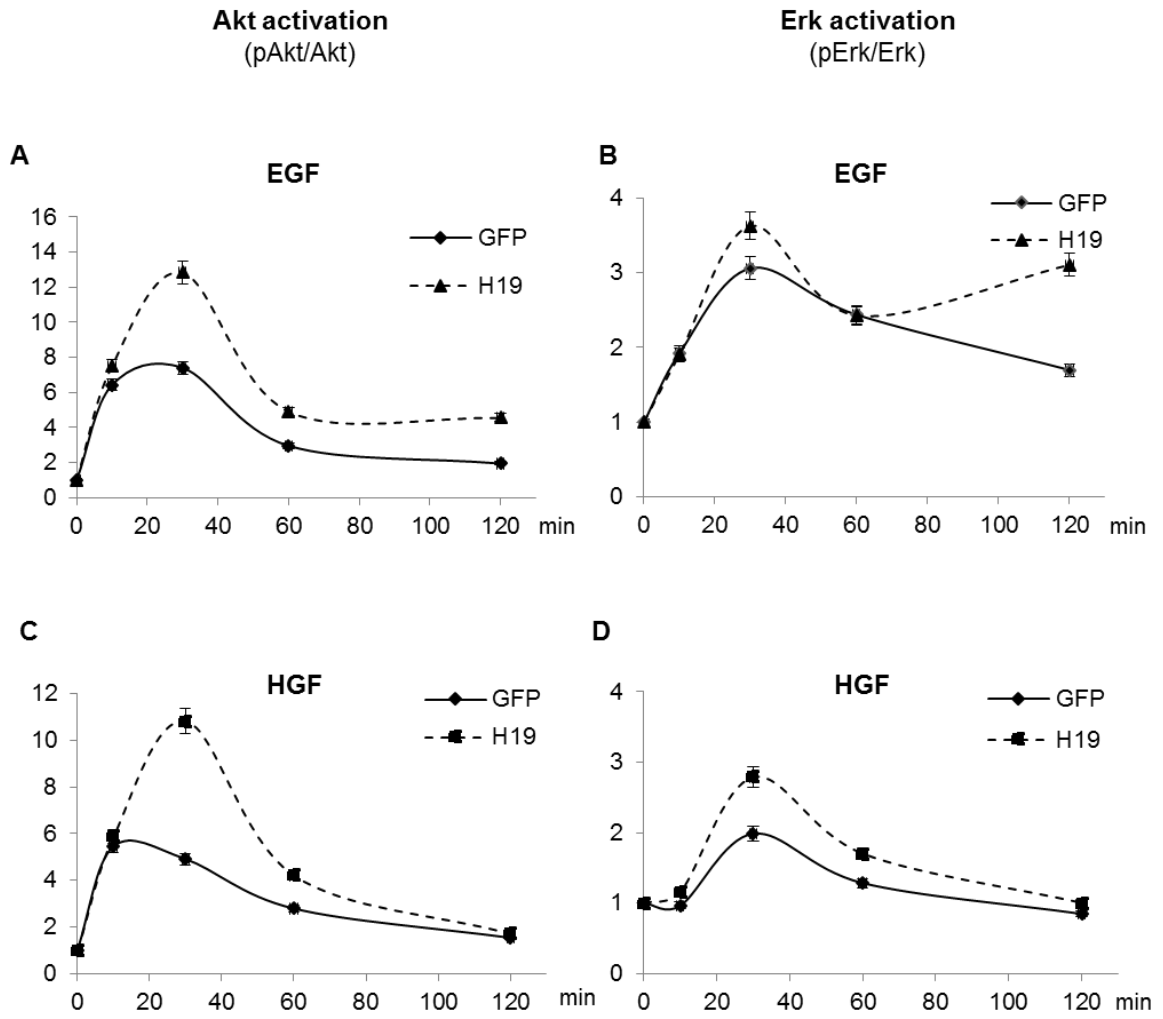 Akt activation
(pAkt/Akt)
Erk activation
(pErk/Erk)
A
EGF
GFP
H19
16
14
12
10
8
6
4
2
0
0 20 40 60 80 100 120 min
B
EGF
GFP
H19
4
3
2
1
0
0 20 40 60 80 100 120 min
C
HGF
GFP
H19
12
10
8
6
4
2
0
0 20 40 60 80 100 120 min
D
HGF
GFP
H19
4
3
2
1
0
0 20 40 60 80 100 120 min